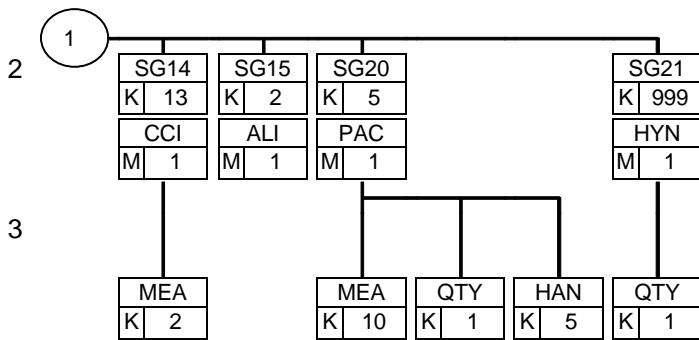 1
2
SG14 SG15 SG20 SG21
K 13 K 2 K 5 K 999
CCI ALI PAC HYN
M 1 M 1 M 1 M 1
3
MEA MEA QTY HAN QTY
K 2 K 10 K 1 K 5 K 1